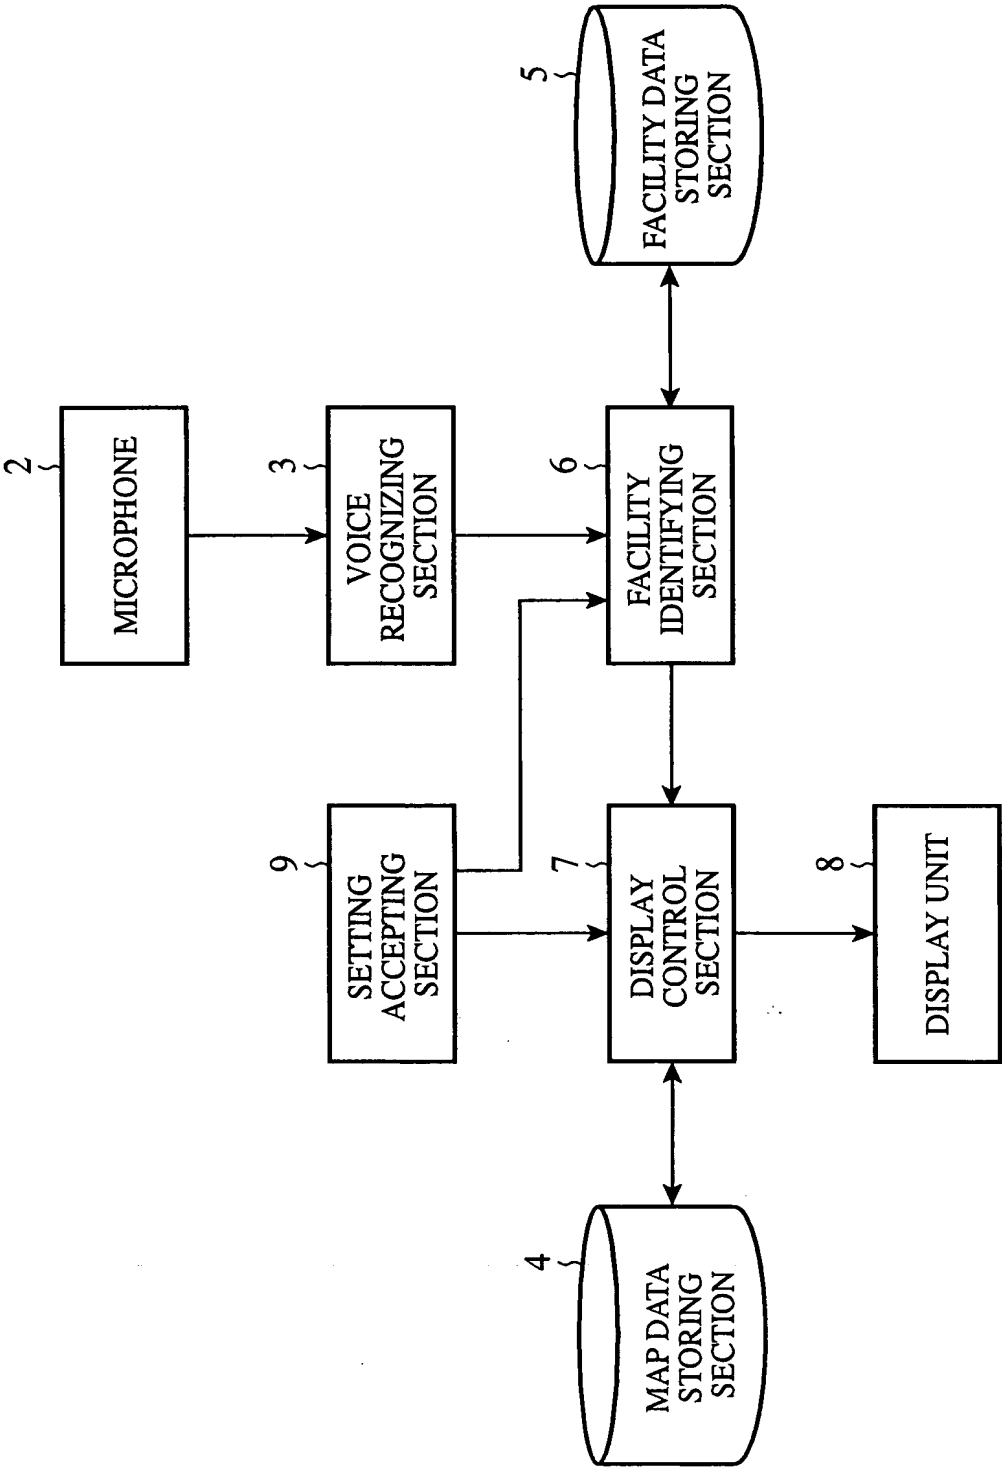 2
MICROPHONE
9
SETTING
ACCEPTING
SECTION
3
VOICE
RECOGNIZING
SECTION
4
MAP DATA
STORING
SECTION
7
DISPLAY
CONTROL
SECTION
6
FACILITY
IDENTIFYING
SECTION
5
FACILITY DATA
STORING
SECTION
8
DISPLAY UNIT